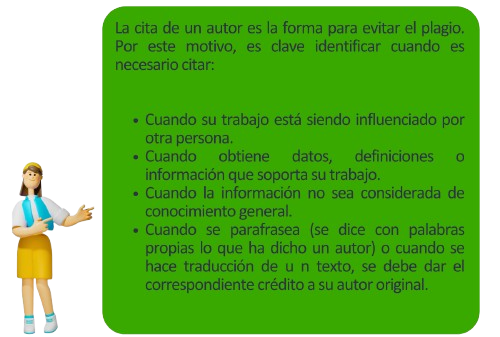 La cita de un autor es la forma para evitar el plagio.
Por este motivo, es clave identificar cuando es
necesario citar:
• Cuando su trabajo está siendo influenciado por
otra persona.
• Cuando obtiene datos, definiciones o
información que soporta su trabajo.
• Cuando la información no sea considerada de
conocimiento general.
• Cuando se parafrasea (se dice con palabras
propias lo que ha dicho un autor) o cuando se
hace traducción de u n texto, se debe dar el
correspondiente crédito a su autor original.